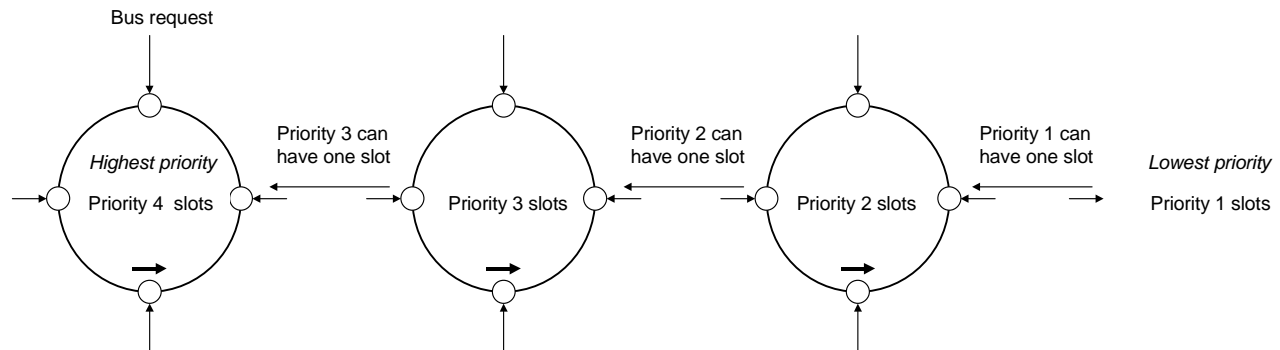 Bus request
Priority 3 can
have one slot
Priority 2 can
have one slot
Priority 1 can
have one slot
Highest priority
Lowest priority
Priority 4 slots
Priority 3 slots
Priority 2 slots
Priority 1 slots